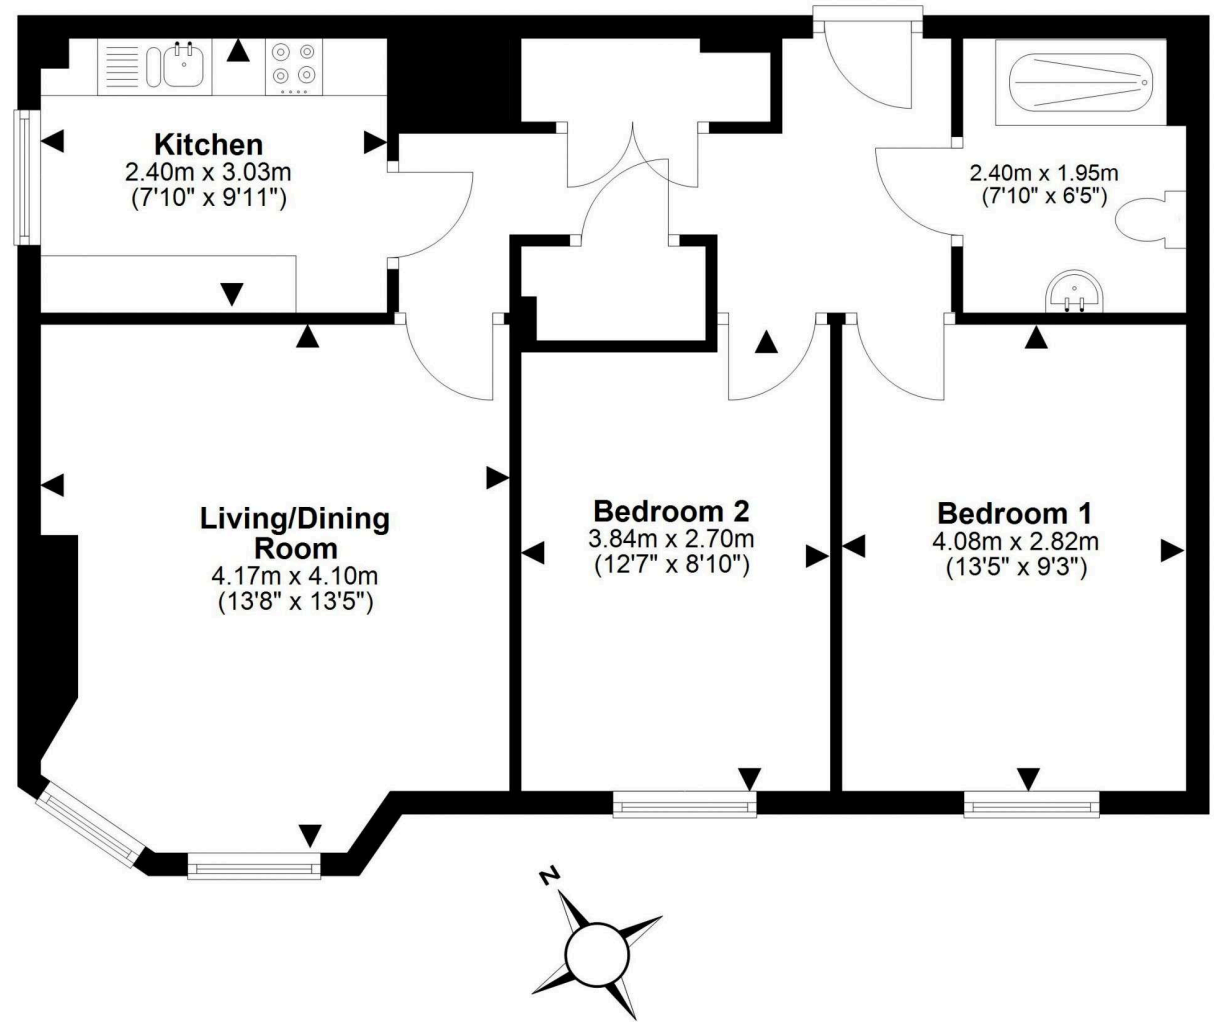 Kitchen
2.40m x 3.03m
(7'10" x 9'11")
2.40m x 1.95m
(7'10" x 6'5")
Living/Dining
Room
4.17m x 4.10m
(13'8" x 13'5")
Bedroom 2
3.84m x 2.70m
(12'7" x 8'10")
Bedroom 1
4.08m x 2.82m
(13'5" x 9'3")
N